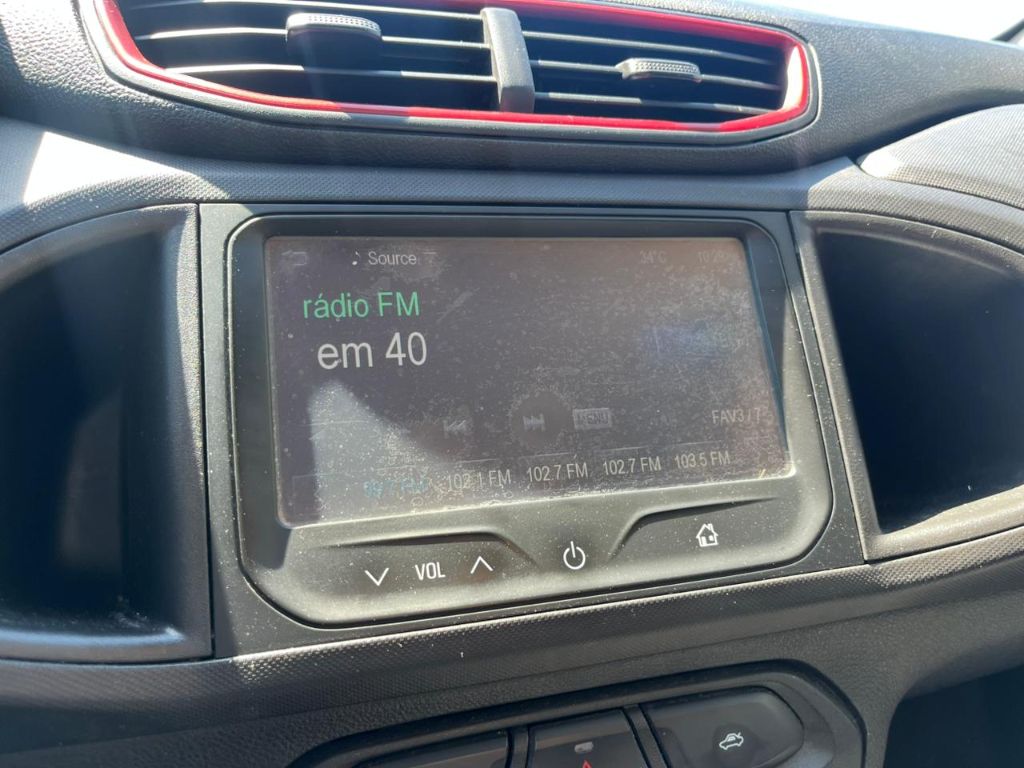 Source 34°C
rádio FM
em 40
MENU
FAV3/7
102.1 FM 102.7 FM 102.7 FM 103.5 FM
VOL